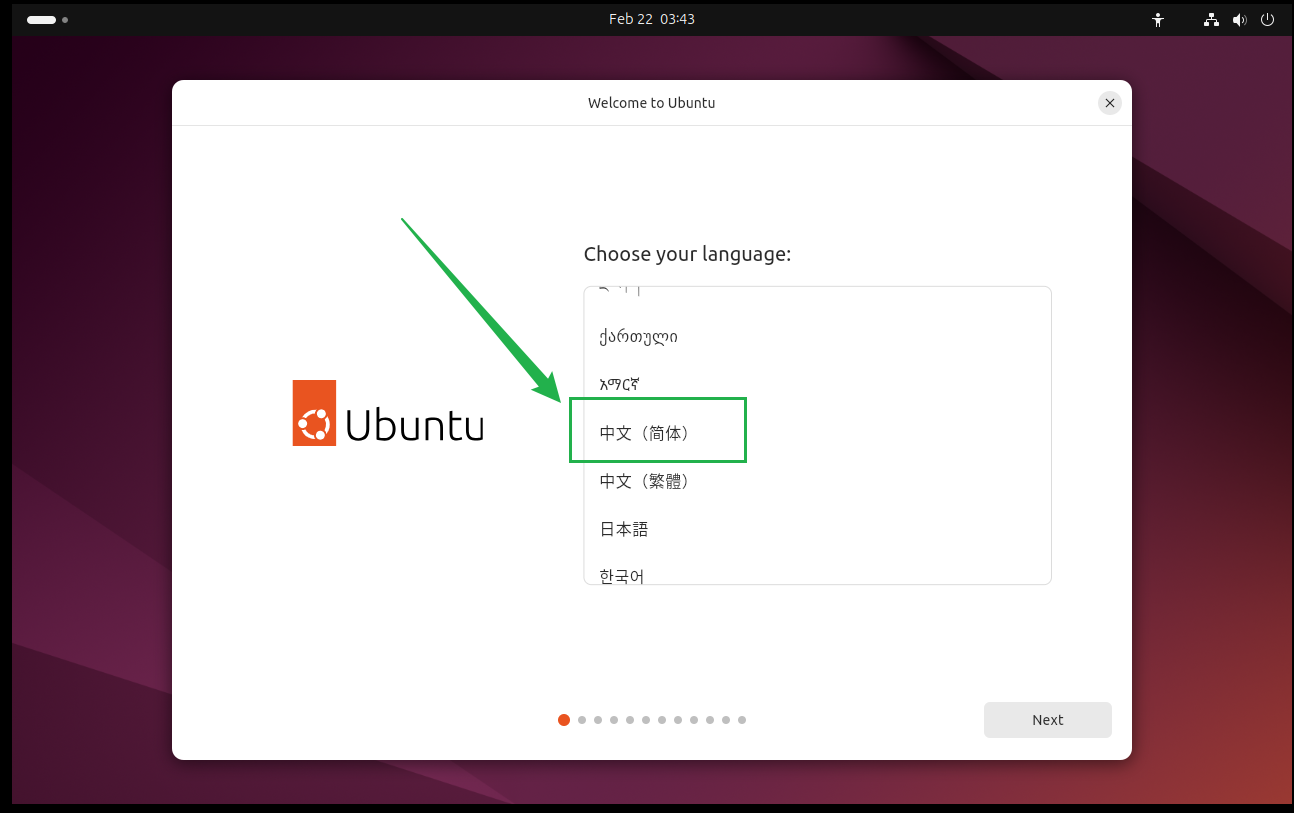 Feb 22 03:43
Welcome to Ubuntu
Choose your language:
ქართული
አማርኛ
中文（简体）
中文（繁體）
日本語
한국어
Ubuntu
Next